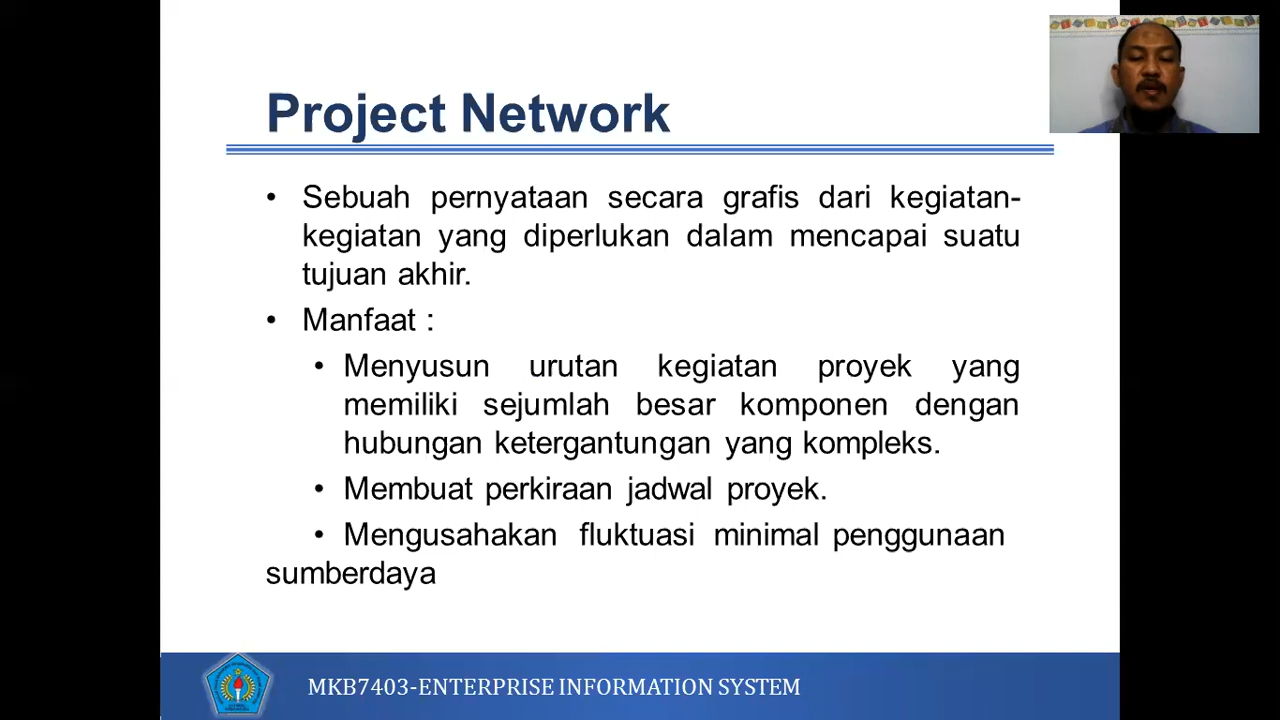 Project Network
• Sebuah pernyataan secara grafis dari kegiatan-
kegiatan yang diperlukan dalam mencapai suatu
tujuan akhir.
• Manfaat :
• Menyusun urutan kegiatan proyek yang
memiliki sejumlah besar komponen dengan
hubungan ketergantungan yang kompleks.
• Membuat perkiraan jadwal proyek.
• Mengusahakan fluktuasi minimal penggunaan
sumberdaya
MKB7403-ENTERPRISE INFORMATION SYSTEM